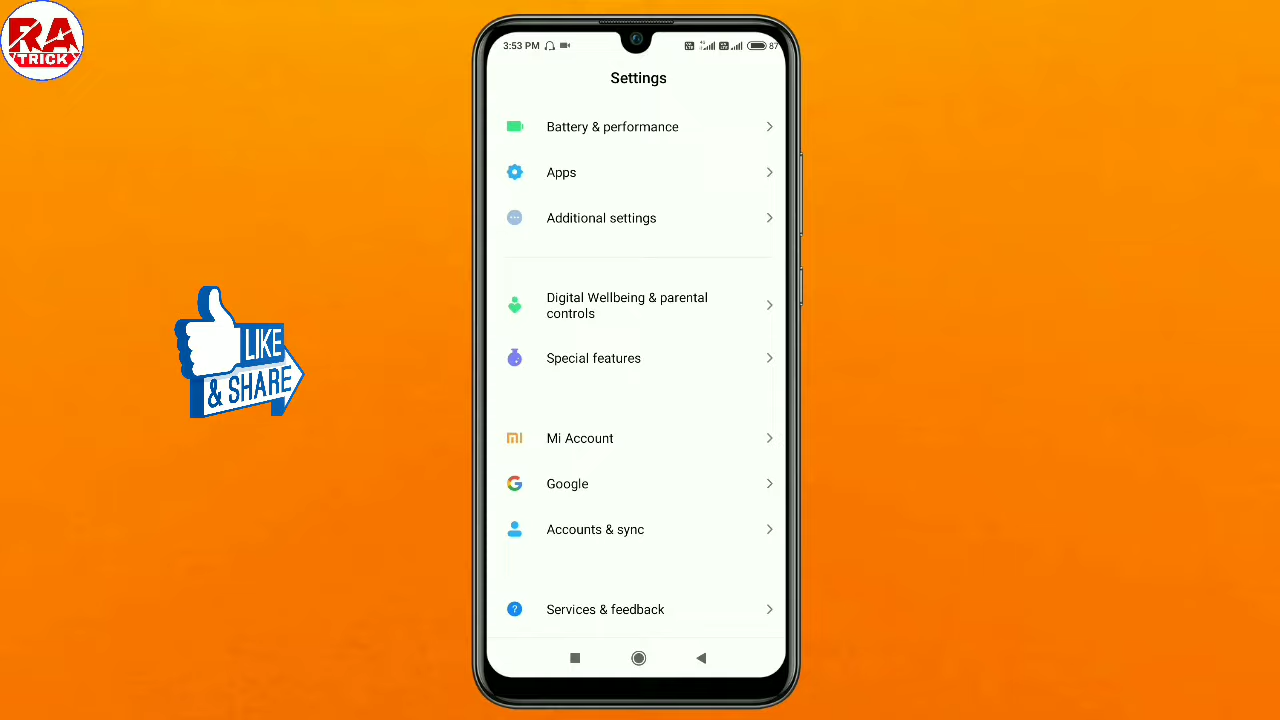 RA
TRICK
3:53 PM
87
Settings
Battery & performance
Apps
Additional settings
Digital Wellbeing & parental
controls
Special features
Mi Account
Google
Accounts & sync
Services & feedback
LIKE
& SHARE